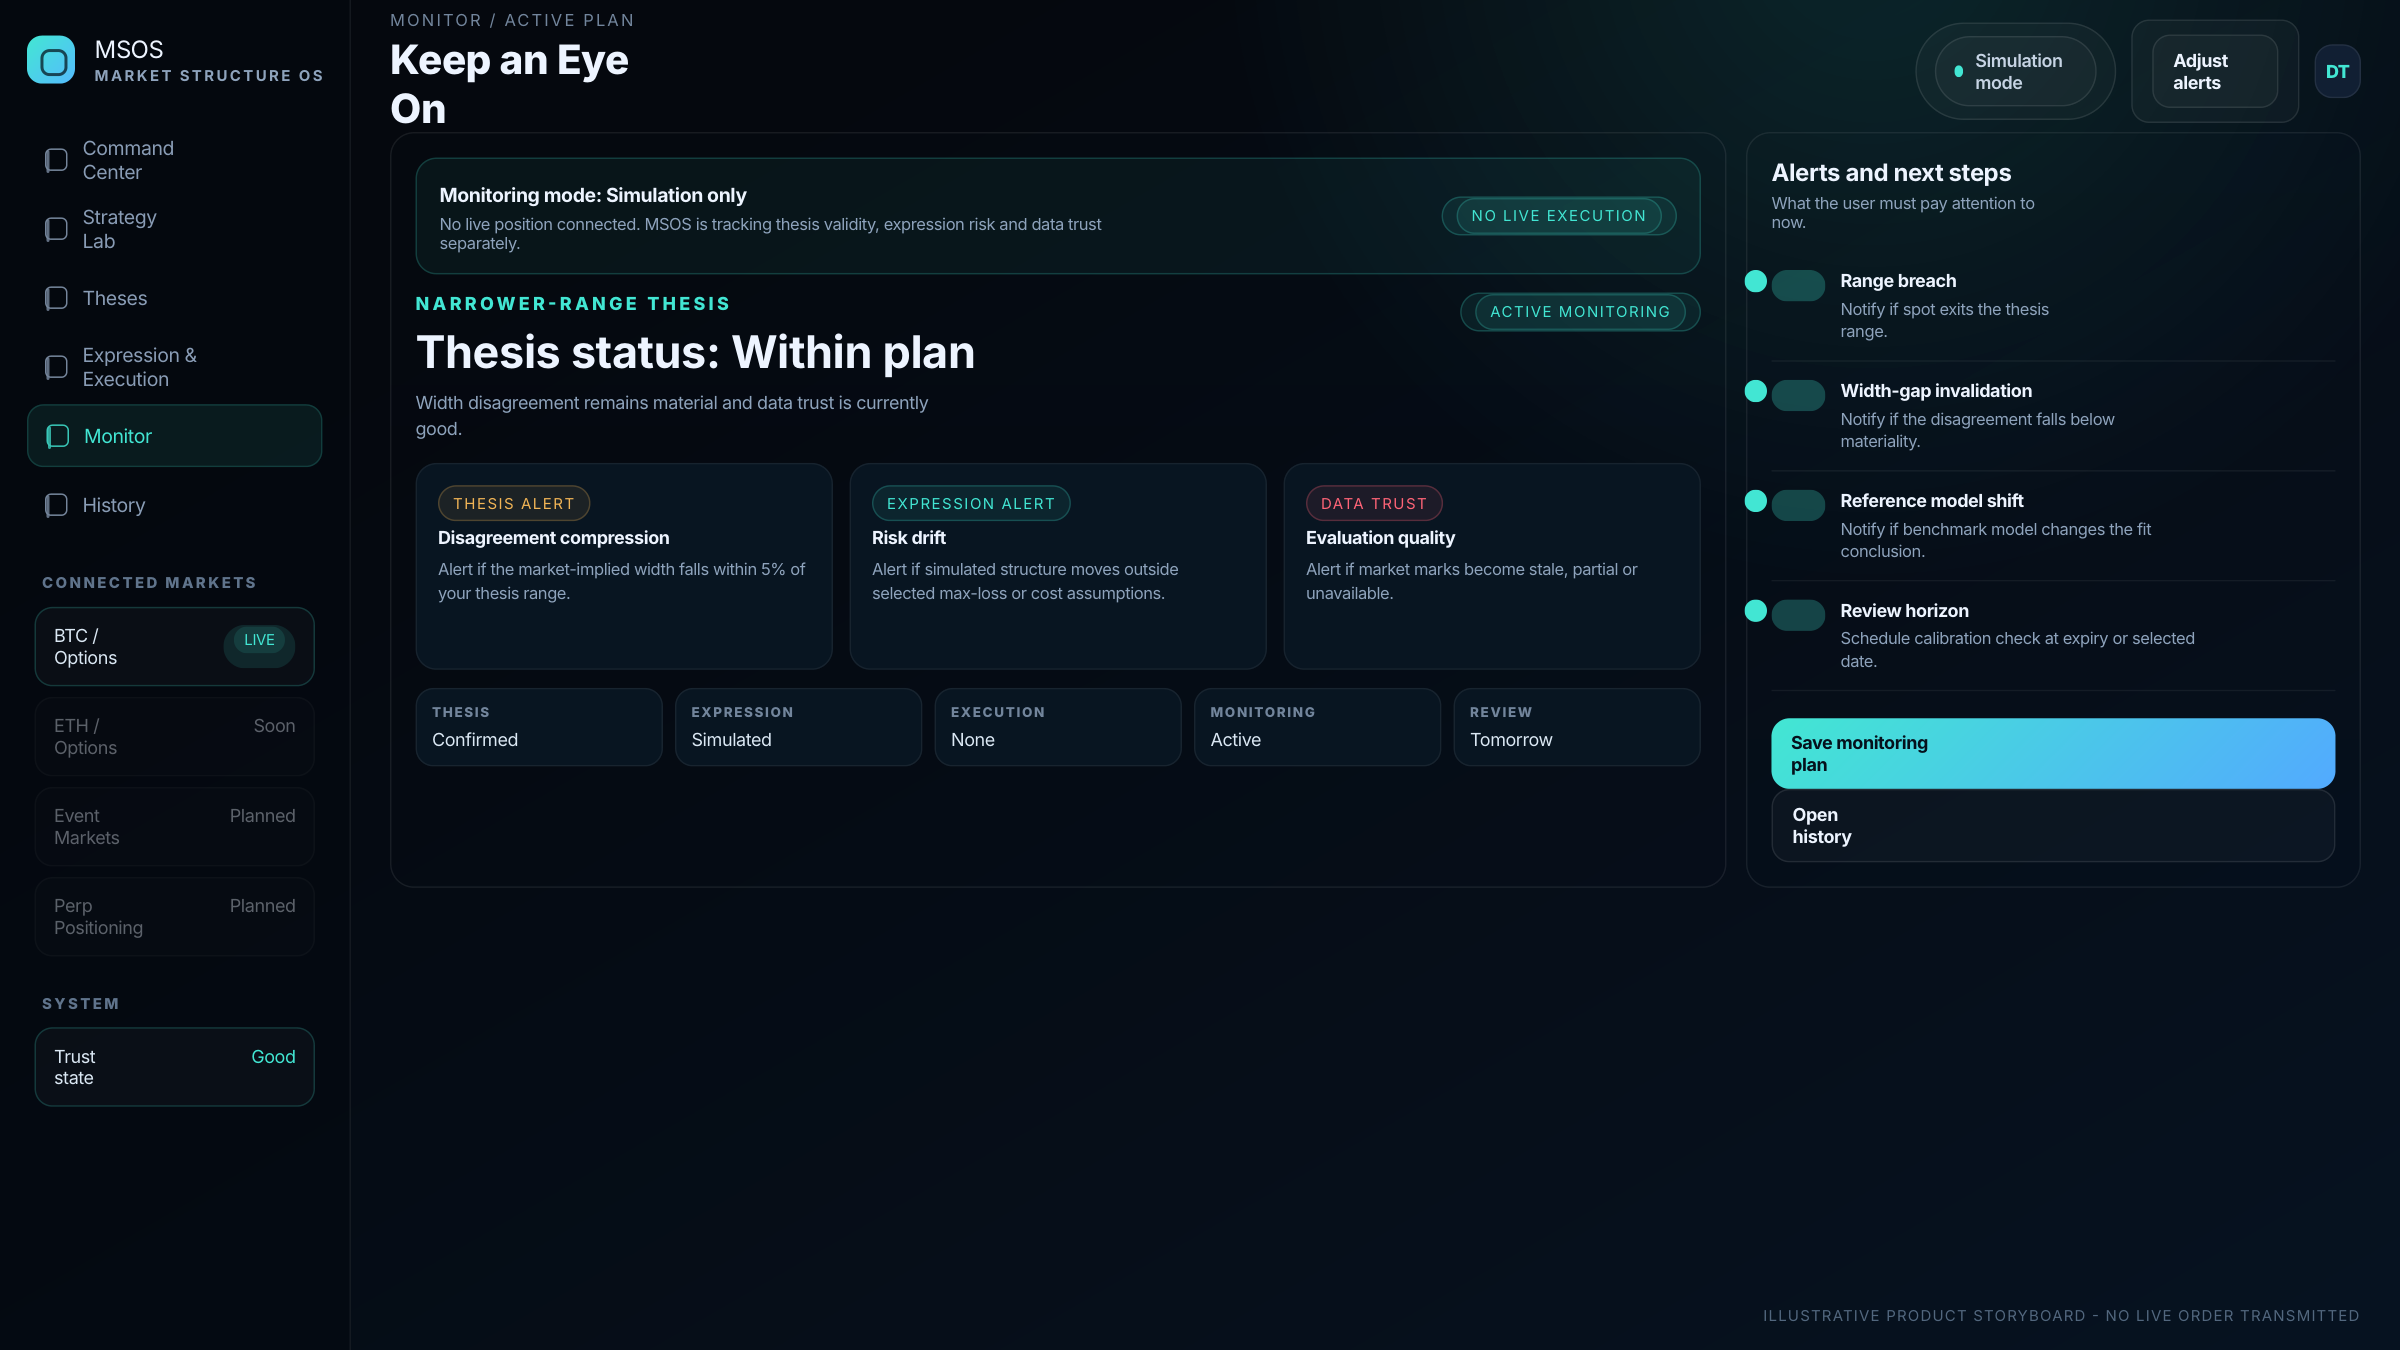 MSOS
MARKET STRUCTURE OS
Command
Center
Strategy
Lab
Theses
Expression &
Execution
Monitor
History
CONNECTED MARKETS
BTC /
Options
LIVE
ETH /
Options
Soon
Event
Markets
Planned
Perp
Positioning
Planned
SYSTEM
Trust
state
Good
MONITOR / ACTIVE PLAN
Keep an Eye
On
Simulation
mode
Adjust
alerts
DT
Monitoring mode: Simulation only
No live position connected. MSOS is tracking thesis validity, expression risk and data trust
separately.
NO LIVE EXECUTION
NARROWER-RANGE THESIS
ACTIVE MONITORING
Thesis status: Within plan
Width disagreement remains material and data trust is currently
good.
THESIS ALERT
Disagreement compression
Alert if the market-implied width falls within 5% of
your thesis range.
EXPRESSION ALERT
Risk drift
Alert if simulated structure moves outside
selected max-loss or cost assumptions.
DATA TRUST
Evaluation quality
Alert if market marks become stale, partial or
unavailable.
THESIS
Confirmed
EXPRESSION
Simulated
EXECUTION
None
MONITORING
Active
REVIEW
Tomorrow
Alerts and next steps
What the user must pay attention to
now.
Range breach
Notify if spot exits the thesis
range.
Width-gap invalidation
Notify if the disagreement falls below
materiality.
Reference model shift
Notify if benchmark model changes the fit
conclusion.
Review horizon
Schedule calibration check at expiry or selected
date.
Save monitoring
plan
Open
history
ILLUSTRATIVE PRODUCT STORYBOARD - NO LIVE ORDER TRANSMITTED